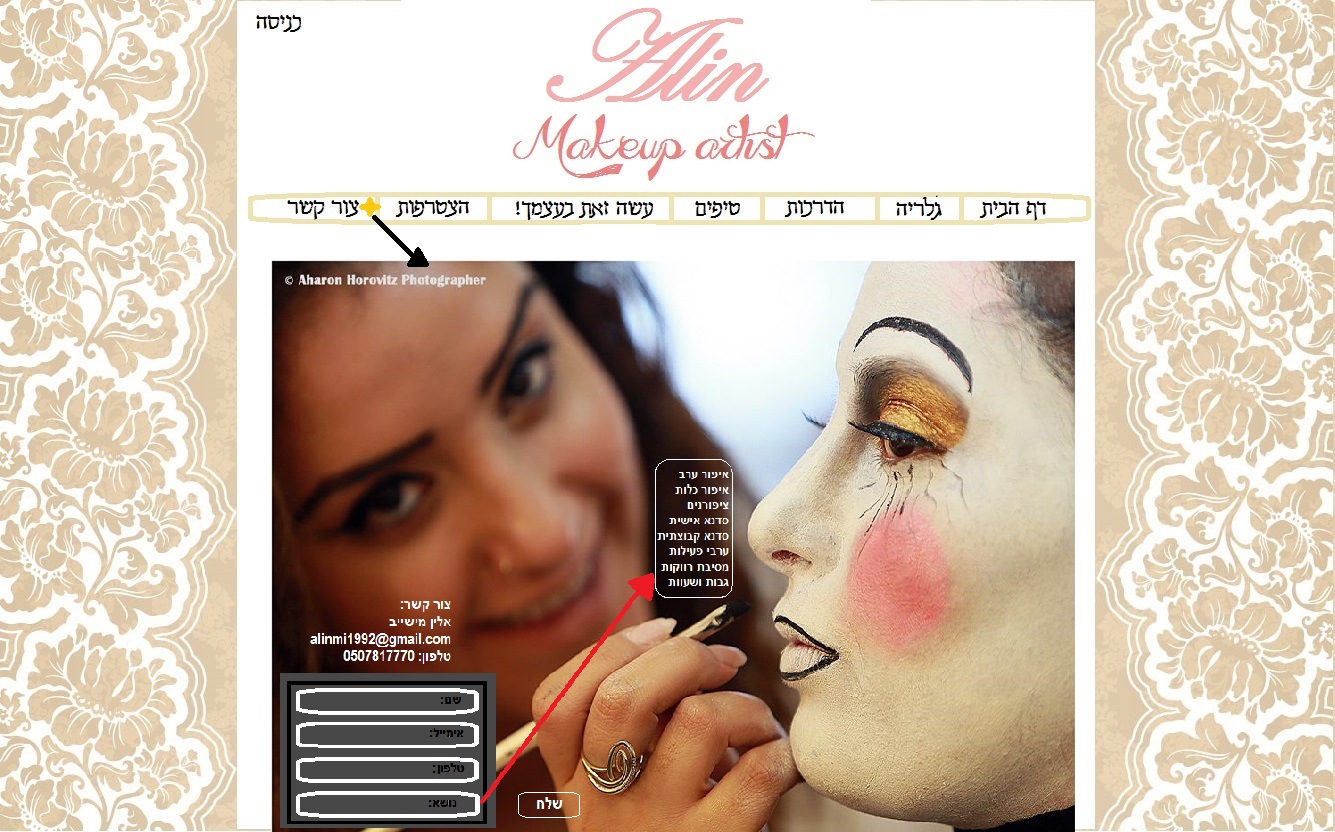 כניסה
Alin
Makeup artist
דף הבית
גלריה
הדרכות
טיפים
עשה זאת בעצמך!
הצטרפות
צור קשר
© Aharon Horovitz Photographer
איפור ערב
איפור כלות
ציפורנים
סדנא אישית
סדנא קבוצתית
ערבי פעילות
מסיבת רווקות
גבות ושעוות
צור קשר:
אלין מישייב
alinmi1992@gmail.com
טלפון: 0507817770
שם:
אימייל:
טלפון:
נושא:
שלח